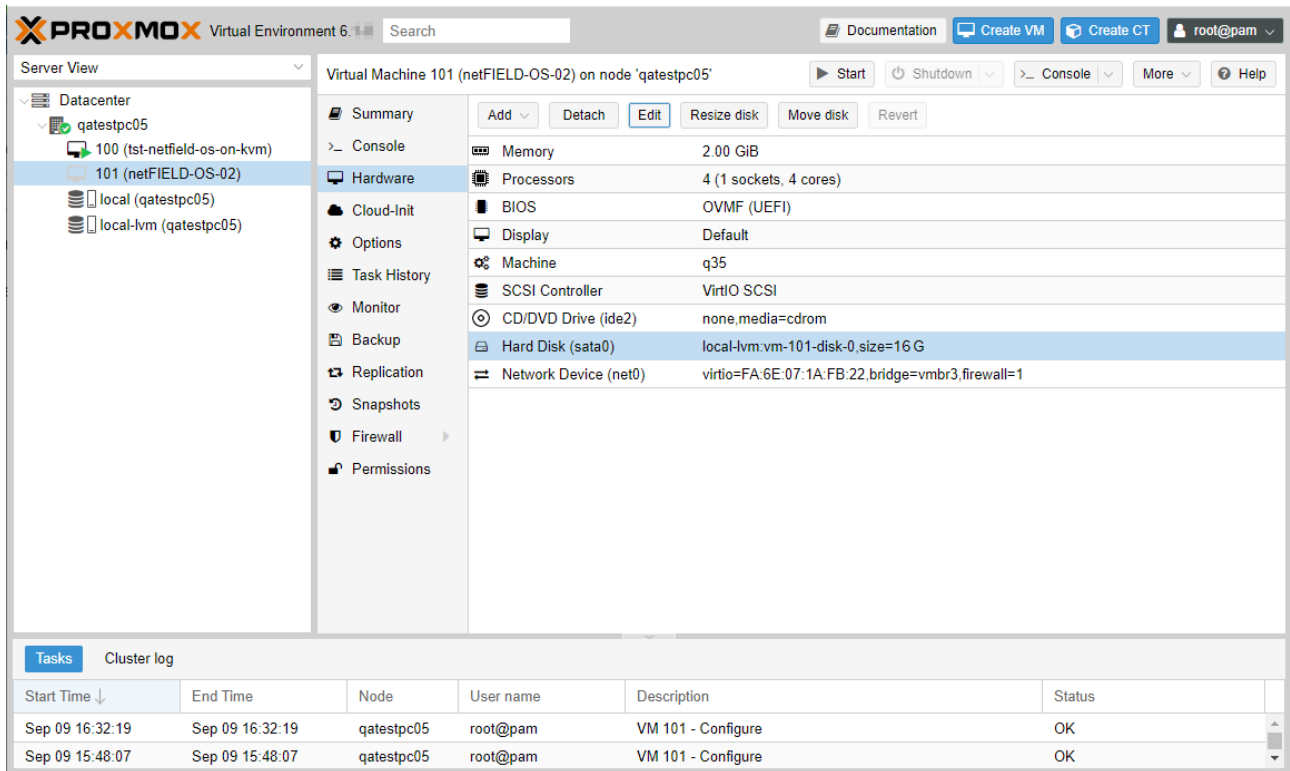 PROXMOX Virtual Environment 6. Search Documentation Create VM Create CT root@pam
Server View
Virtual Machine 101 (netFIELD-OS-02) on node 'qatestpc05' Start Shutdown Console More Help
Datacenter
qatestpc05
100 (tst-netfield-os-on-kvm)
101 (netFIELD-OS-02)
local (qatestpc05)
local-lvm (qatestpc05)
Summary
Console
Hardware
Cloud-Init
Options
Task History
Monitor
Backup
Replication
Snapshots
Firewall
Permissions
Add Detach Edit Resize disk Move disk Revert
Memory 2.00 GiB
Processors 4 (1 sockets, 4 cores)
BIOS OVMF (UEFI)
Display Default
Machine q35
SCSI Controller VirtIO SCSI
CD/DVD Drive (ide2) none,media=cdrom
Hard Disk (sata0) local-lvm:vm-101-disk-0,size=16 G
Network Device (net0) virtio=FA:6E:07:1A:FB:22,bridge=vmbr3,firewall=1
Tasks Cluster log
Start Time End Time Node User name Description Status
Sep 09 16:32:19 Sep 09 16:32:19 qatestpc05 root@pam VM 101 - Configure OK
Sep 09 15:48:07 Sep 09 15:48:07 qatestpc05 root@pam VM 101 - Configure OK